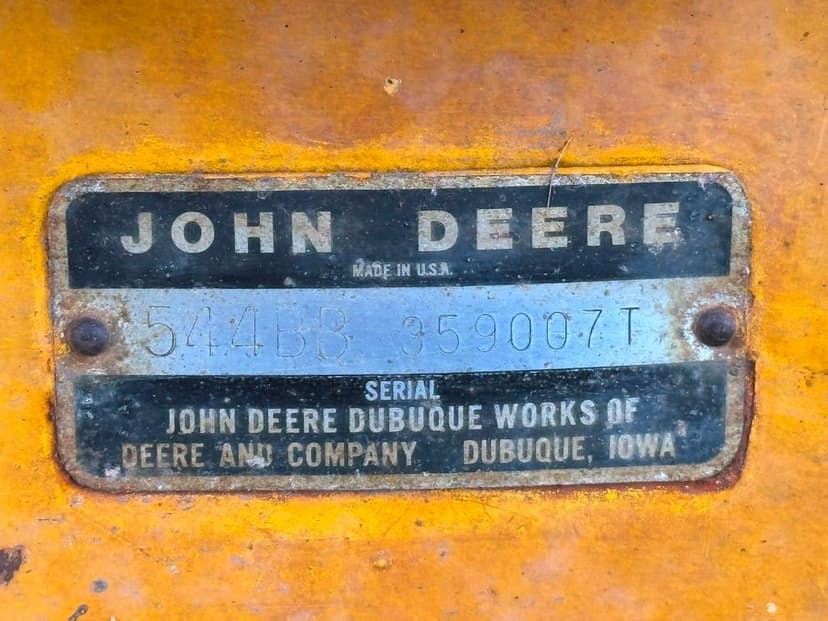 JOHN DEERE
MADE IN U.S.A.
544BB 359007T
SERIAL
JOHN DEERE DUBUQUE WORKS OF
DEERE AND COMPANY DUBUQUE, IOWA